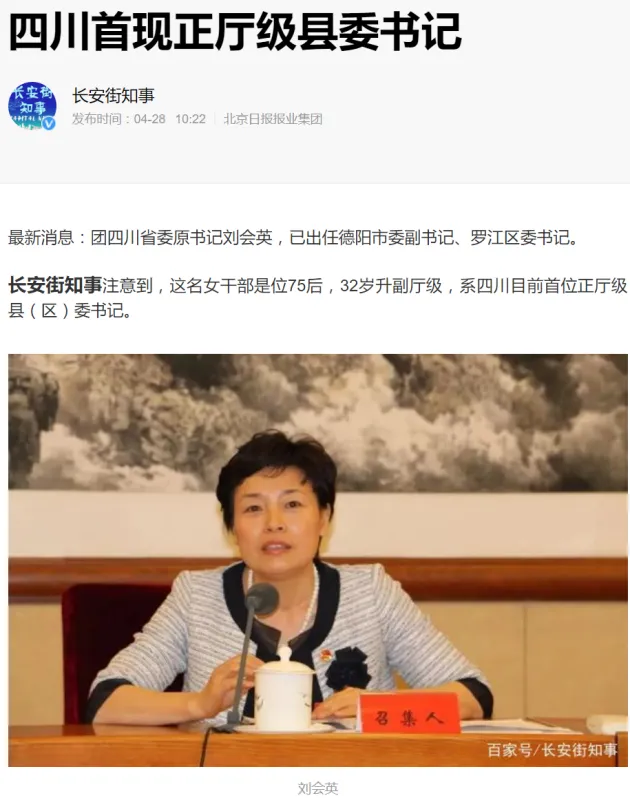 四川首现正厅级县委书记
长安街知事
发布时间：04-28 10:22 北京日报报业集团
最新消息：团四川省委原书记刘会英，已出任德阳市委副书记、罗江区委书记。
长安街知事注意到，这名女干部是位75后，32岁升副厅级，系四川目前首位正厅级
县（区）委书记。
召集人
百家号/长安街知事
刘会英